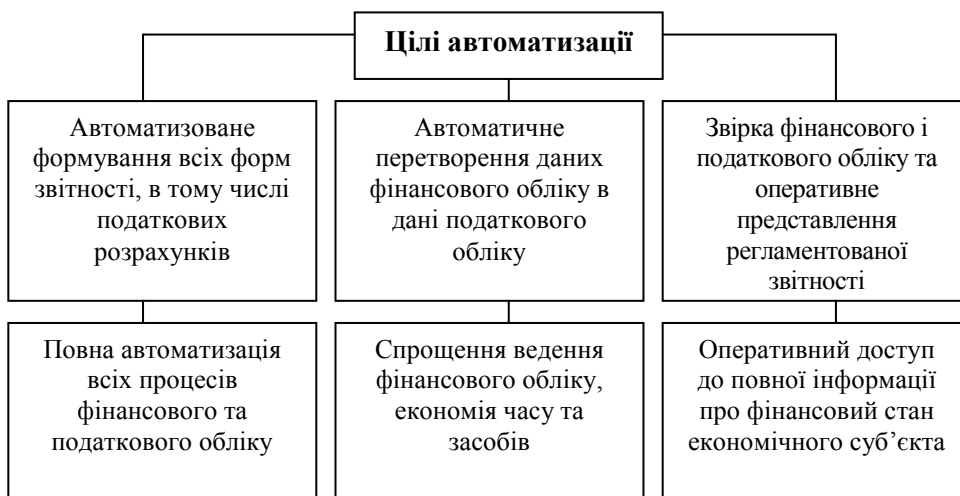 Цілі автоматизації
Автоматизоване
формування всіх форм
звітності, в тому числі
податкових
розрахунків
Автоматичне
перетворення даних
фінансового обліку в
дані податкового
обліку
Звірка фінансового і
податкового обліку та
оперативне
представлення
регламентованої
звітності
Повна автоматизація
всіх процесів
фінансового та
податкового обліку
Спрощення ведення
фінансового обліку,
економія часу та
засобів
Оперативний доступ
до повної інформації
про фінансовий стан
економічного суб’єкта